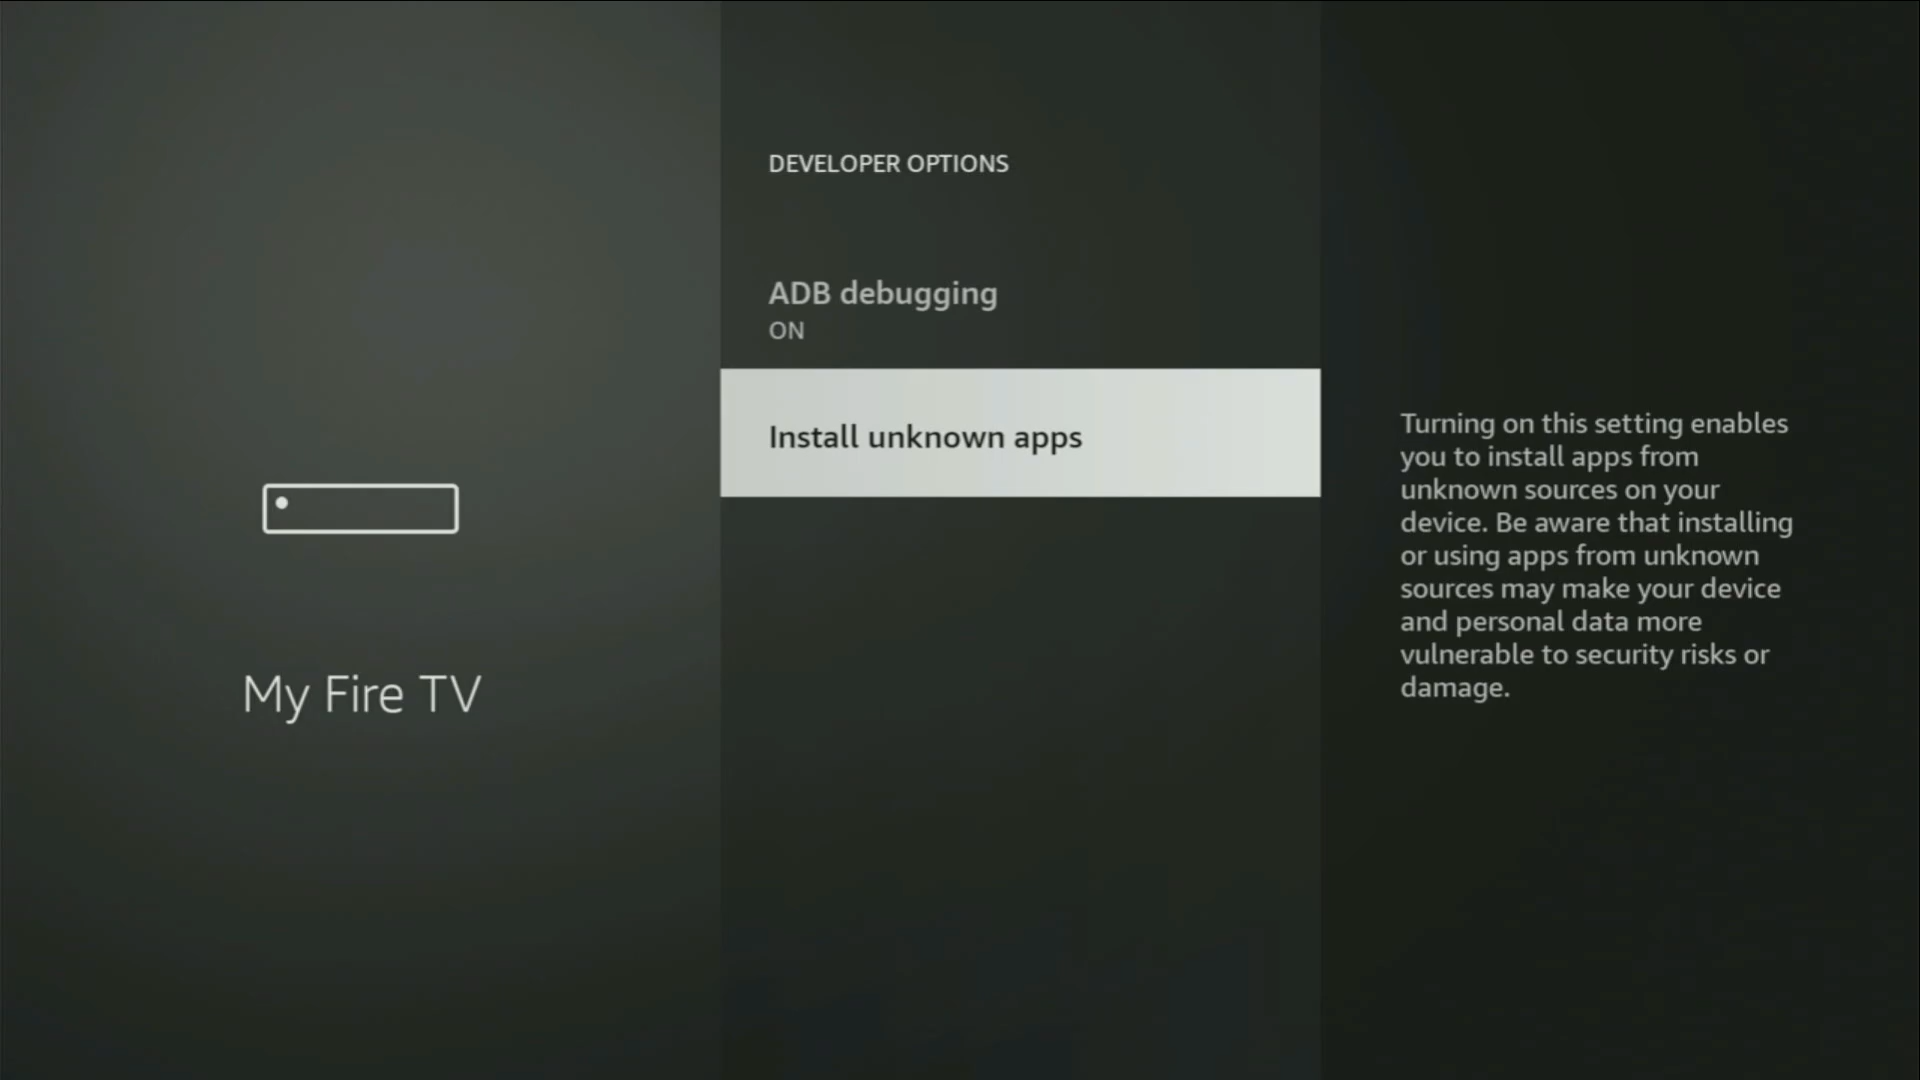 DEVELOPER OPTIONS
ADB debugging
ON
Install unknown apps
My Fire TV
Turning on this setting enables
you to install apps from
unknown sources on your
device. Be aware that installing
or using apps from unknown
sources may make your device
and personal data more
vulnerable to security risks or
damage.